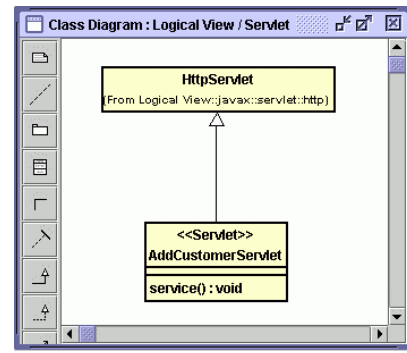 Class Diagram : Logical View / Servlet
HttpServlet
(From Logical View::javax::servlet::http)
<<Servlet>>
AddCustomerServlet
service() : void